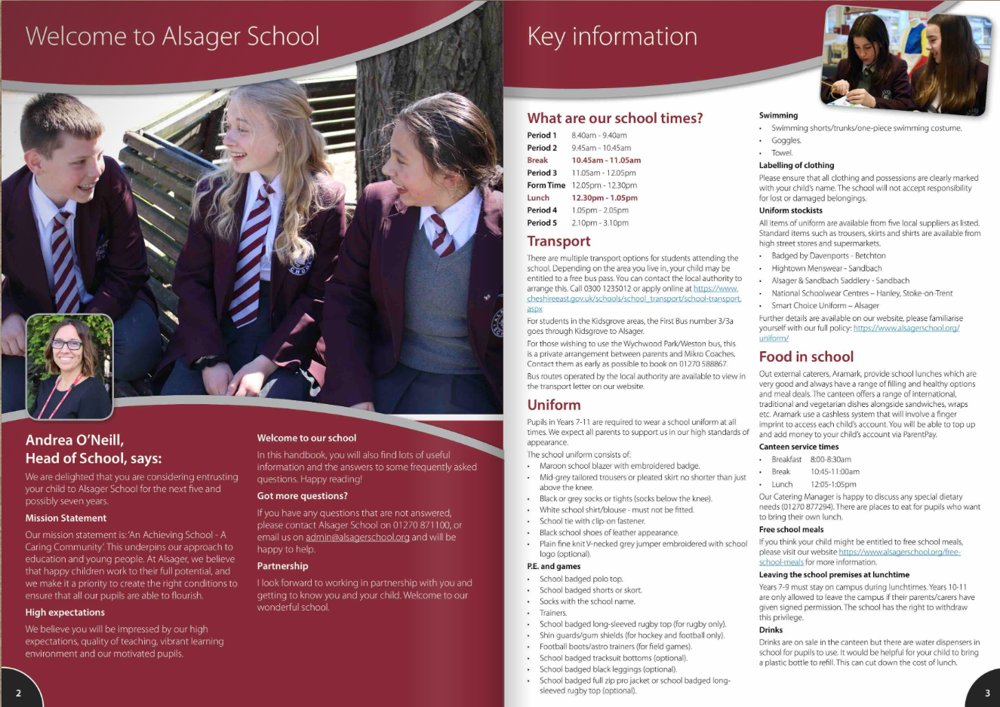 Welcome to Alsager School
Andrea O’Neill,
Head of School, says:
We are delighted that you are considering entrusting
your child to Alsager School for the next five and
possibly seven years.
Mission Statement
Our mission statement is: ‘An Achieving School - A
Caring Community’. This underpins our approach to
education and young people. At Alsager, we believe
that happy children work to their full potential, and
we make it a priority to create the right conditions to
ensure that all our pupils are able to flourish.
High expectations
We believe you will be impressed by our high
expectations, quality of teaching, vibrant learning
environment and our motivated pupils.
Welcome to our school
In this handbook, you will also find lots of useful
information and the answers to some frequently asked
questions. Happy reading!
Got more questions?
If you have any questions that are not answered,
please contact Alsager School on 01270 871100, or
email us on admin@alsagerschool.org and will be
happy to help.
Partnership
I look forward to working in partnership with you and
getting to know you and your child. Welcome to our
wonderful school.
2
Key information
What are our school times?
Period 1 8.40am - 9.40am
Period 2 9.45am - 10.45am
Break 10.45am - 11.05am
Period 3 11.05am - 12.05pm
Form Time 12.05pm - 12.30pm
Lunch 12.30pm - 1.05pm
Period 4 1.05pm - 2.05pm
Period 5 2.10pm - 3.10pm
Transport
There are multiple transport options for students attending the
school. Depending on the area you live in, your child may be
entitled to a free bus pass. You can contact the local authority to
arrange this. Call 0300 1235012 or apply online at https://www.
cheshireeast.gov.uk/schools/school_transport/school-transport.
aspx
For students in the Kidsgrove areas, the First Bus number 3/3a
goes through Kidsgrove to Alsager.
For those wishing to use the Wychwood Park/Weston bus, this
is a private arrangement between parents and Mikro Coaches.
Contact them as early as possible to book on 01270 588867.
Bus routes operated by the local authority are available to view in
the transport letter on our website.
Uniform
Pupils in Years 7-11 are required to wear a school uniform at all
times. We expect all parents to support us in our high standards of
appearance.
The school uniform consists of:
• Maroon school blazer with embroidered badge.
• Mid-grey tailored trousers or pleated skirt no shorter than just
above the knee.
• Black or grey socks or tights (socks below the knee).
• White school shirt/blouse - must not be fitted.
• School tie with clip-on fastener.
• Black school shoes of leather appearance.
• Plain fine knit V-necked grey jumper embroidered with school
logo (optional).
P.E. and games
• School badged polo top.
• School badged shorts or skort.
• Socks with the school name.
• Trainers.
• School badged long-sleeved rugby top (for rugby only).
• Shin guards/gum shields (for hockey and football only).
• Football boots/astro trainers (for field games).
• School badged tracksuit bottoms (optional).
• School badged black leggings (optional).
• School badged full zip pro jacket or school badged long-
sleeved rugby top (optional).
Swimming
• Swimming shorts/trunks/one-piece swimming costume.
• Goggles.
• Towel.
Labelling of clothing
Please ensure that all clothing and possessions are clearly marked
with your child’s name. The school will not accept responsibility
for lost or damaged belongings.
Uniform stockists
All items of uniform are available from five local suppliers as listed.
Standard items such as trousers, skirts and shirts are available from
high street stores and supermarkets.
• Badged by Davenports - Betchton
• Hightown Menswear - Sandbach
• Alsager & Sandbach Saddlery - Sandbach
• National Schoolwear Centres – Hanley, Stoke-on-Trent
• Smart Choice Uniform – Alsager
Further details are available on our website, please familiarise
yourself with our full policy: https://www.alsagerschool.org/
uniform/
Food in school
Out external caterers, Aramark, provide school lunches which are
very good and always have a range of filling and healthy options
and meal deals. The canteen offers a range of international,
traditional and vegetarian dishes alongside sandwiches, wraps
etc. Aramark use a cashless system that will involve a finger
imprint to access each child’s account. You will be able to top up
and add money to your child’s account via ParentPay.
Canteen service times
• Breakfast 8:00-8:30am
• Break 10:45-11:00am
• Lunch 12:05-1:05pm
Our Catering Manager is happy to discuss any special dietary
needs (01270 877294). There are places to eat for pupils who want
to bring their own lunch.
Free school meals
If you think your child might be entitled to free school meals,
please visit our website https://www.alsagerschool.org/free-
school-meals for more information.
Leaving the school premises at lunchtime
Years 7-9 must stay on campus during lunchtimes. Years 10-11
are only allowed to leave the campus if their parents/carers have
given signed permission. The school has the right to withdraw
this privilege.
Drinks
Drinks are on sale in the canteen but there are water dispensers in
school for pupils to use. It would be helpful for your child to bring
a plastic bottle to refill. This can cut down the cost of lunch.
3